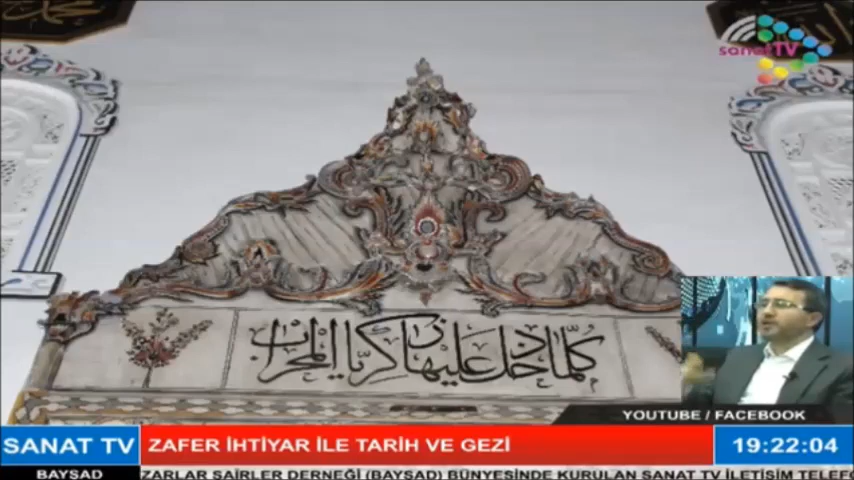 sanatTV
كلما دخل عليها زكريا المحراب
YOUTUBE / FACEBOOK
SANAT TV
ZAFER İHTİYAR İLE TARİH VE GEZİ
19:22:04
BAYSAD
ZARLAR ŞAİRLER DERNEĞİ (BAYSAD) BÜNYESİNDE KURULAN SANAT TV İLETİŞİM TELEFO